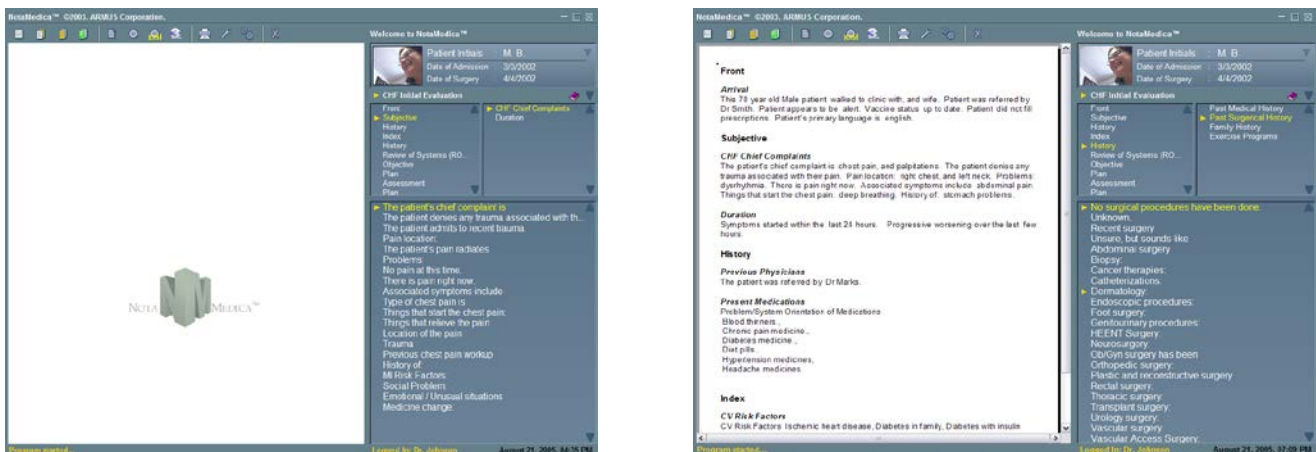 NotaMedica™ ©2003. ARMUS Corporation.
Welcome to NotaMedica™
Patient Initials : M. B.
Date of Admission : 3/3/2002
Date of Surgery : 4/4/2002
CHF Initial Evaluation
Front
Subjective
History
Index
History
Review of Systems (RO...
Objective
Plan
Assessment
Plan
CHF Chief Complaints
Duration
The patient's chief complaint is
The patient denies any trauma associated with th...
The patient admits to recent trauma.
Pain location:
The patient's pain radiates
Problems:
No pain at this time.
There is pain right now.
Associated symptoms include
Type of chest pain is
Things that start the chest pain:
Things that relieve the pain
Location of the pain
Trauma
Previous chest pain workup
History of:
MI Risk Factors
Social Problem:
Emotional / Unusual situations
Medicine change:
NOTA MEDICA™
Program started...
Logged In: Dr. Johnson
August 21, 2005, 04:35 PM
NotaMedica™ ©2003. ARMUS Corporation.
Welcome to NotaMedica™
Front
Arrival
This 78 year old Male patient walked to clinic with, and wife. Patient was referred by
Dr Smith. Patient appears to be alert. Vaccine status up to date. Patient did not fill
prescriptions. Patient's primary language is english.
Subjective
CHF Chief Complaints
The patient's chief complaint is chest pain, and palpitations. The patient denies any
trauma associated with their pain. Pain location: right chest, and left neck. Problems:
dysrhythmia. There is pain right now. Associated symptoms include abdominal pain.
Things that start the chest pain: deep breathing. History of: stomach problems.
Duration
Symptoms started within the last 24 hours. Progressive worsening over the last few
hours.
History
Previous Physicians
The patient was referred by Dr Marks.
Present Medications
Problem/System Orientation of Medications
Blood thinners.,
Chronic pain medicine.,
Diabetes medicine.,
Diet pills.
Hypertension medicines,
Headache medicines
Index
CV Risk Factors
CV Risk Factors Ischemic heart disease, Diabetes in family, Diabetes with insulin
Patient Initials : M. B.
Date of Admission : 3/3/2002
Date of Surgery : 4/4/2002
CHF Initial Evaluation
Front
Subjective
History
Index
History
Review of Systems (RO...
Objective
Plan
Assessment
Plan
Past Medical History
Past Surgerical History
Family History
Exercise Programs
No surgical procedures have been done.
Unknown.
Recent surgery
Unsure, but sounds like
Abdominal surgery
Biopsy:
Cancer therapies:
Catheterizations:
Dermatology:
Endoscopic procedures:
Foot surgery:
Genitourinary procedures:
HEENT Surgery:
Neurosurgery
Ob/Gyn surgery has been
Orthopedic surgery:
Plastic and reconstructive surgery
Rectal surgery:
Thoracic surgery:
Transplant surgery:
Urology surgery:
Vascular surgery
Vascular Access Surgery:
Logged In: Dr. Johnson
August 21, 2005, 07:09 PM
Program started...